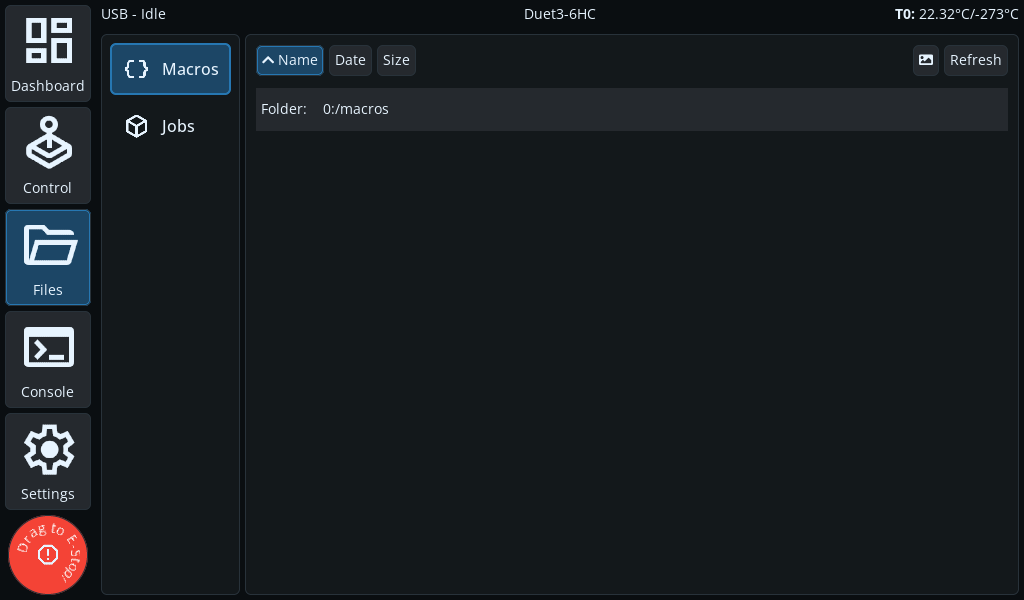 USB - Idle
Duet3-6HC
T0: 22.32°C/-273°C
Dashboard
Control
Files
Console
Settings
Drag to E-Stop!
Macros
Jobs
Name
Date
Size
Refresh
Folder: 0:/macros